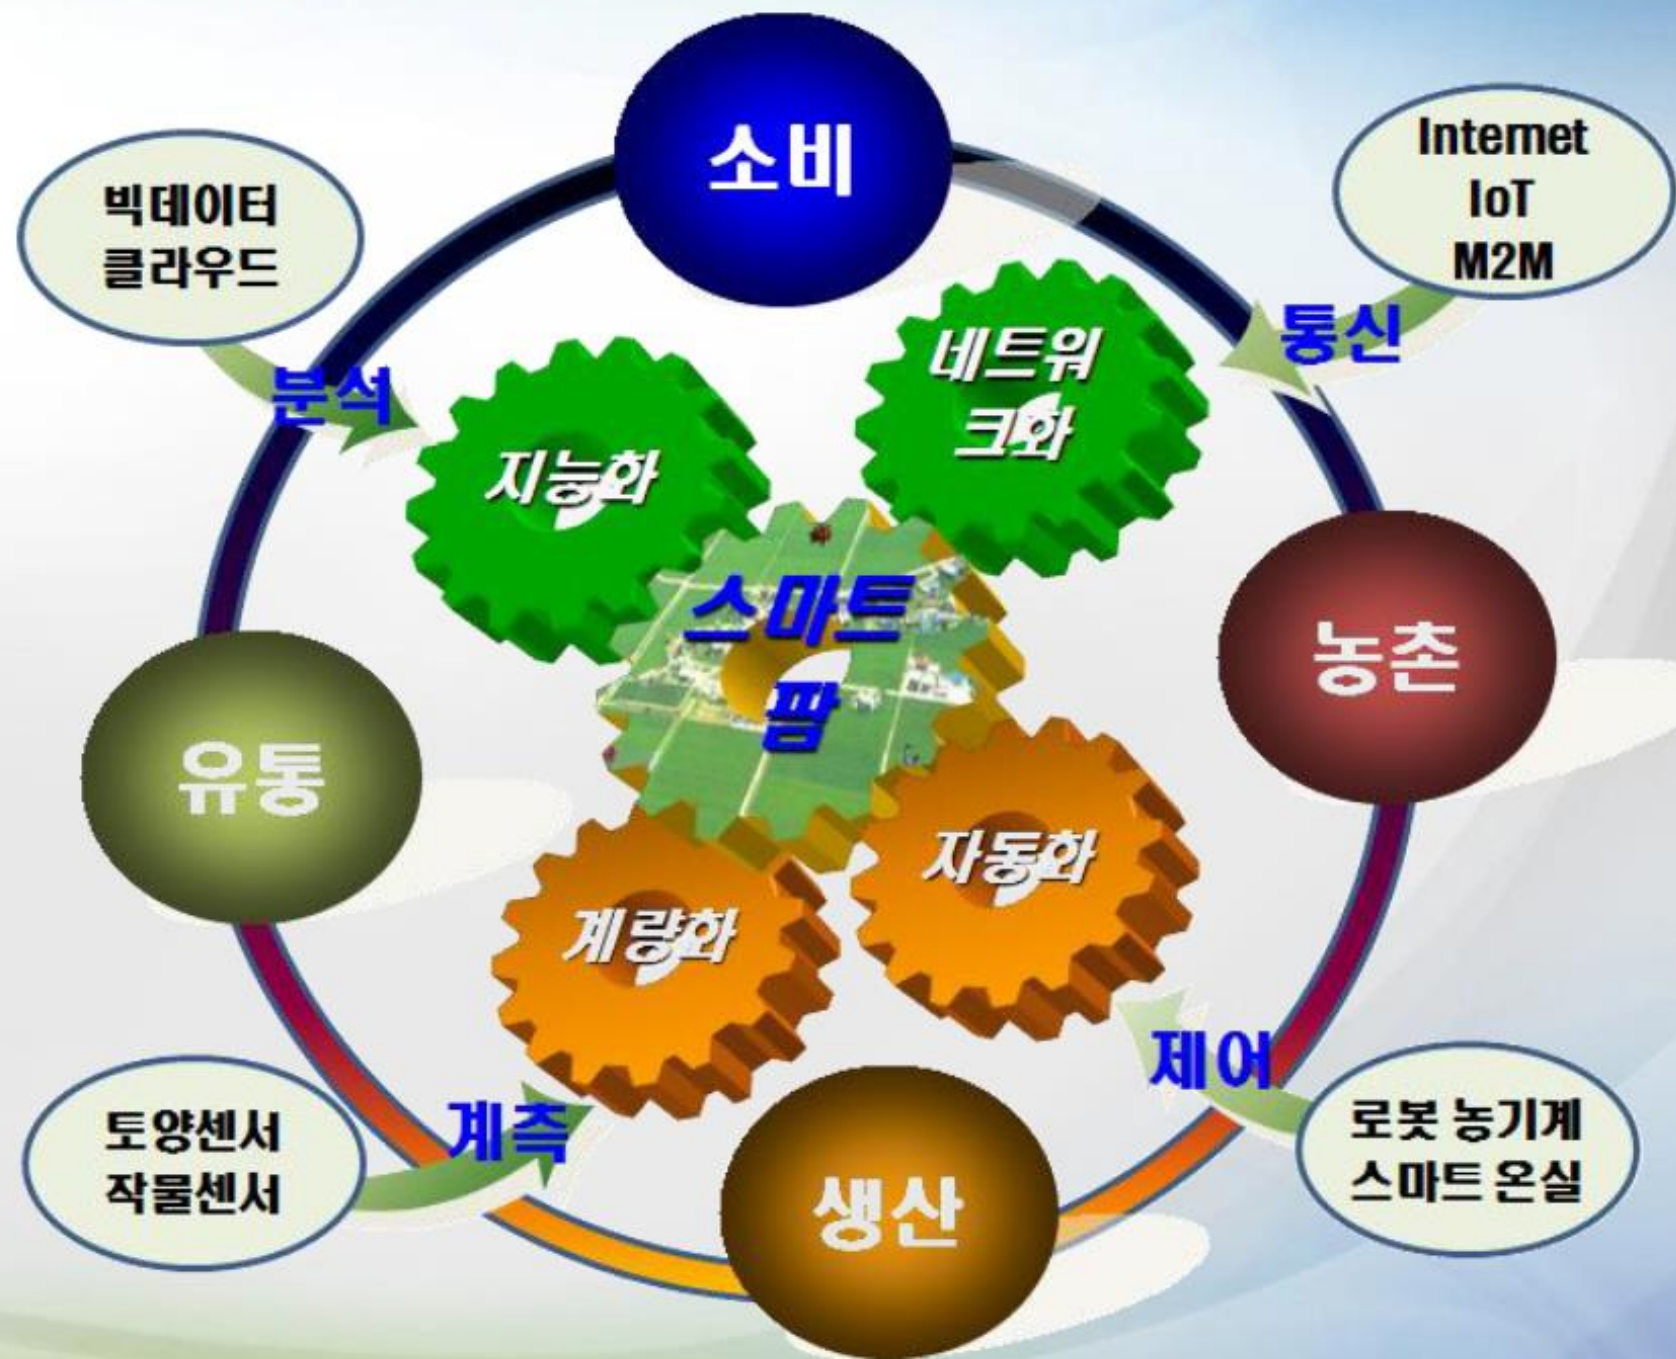 소비
빅데이터
클라우드
Internet
IoT
M2M
분석
통신
지능화
네트워
크화
스마트
팜
농촌
유통
계량화
자동화
계측
제어
토양센서
작물센서
생산
로봇 농기계
스마트 온실